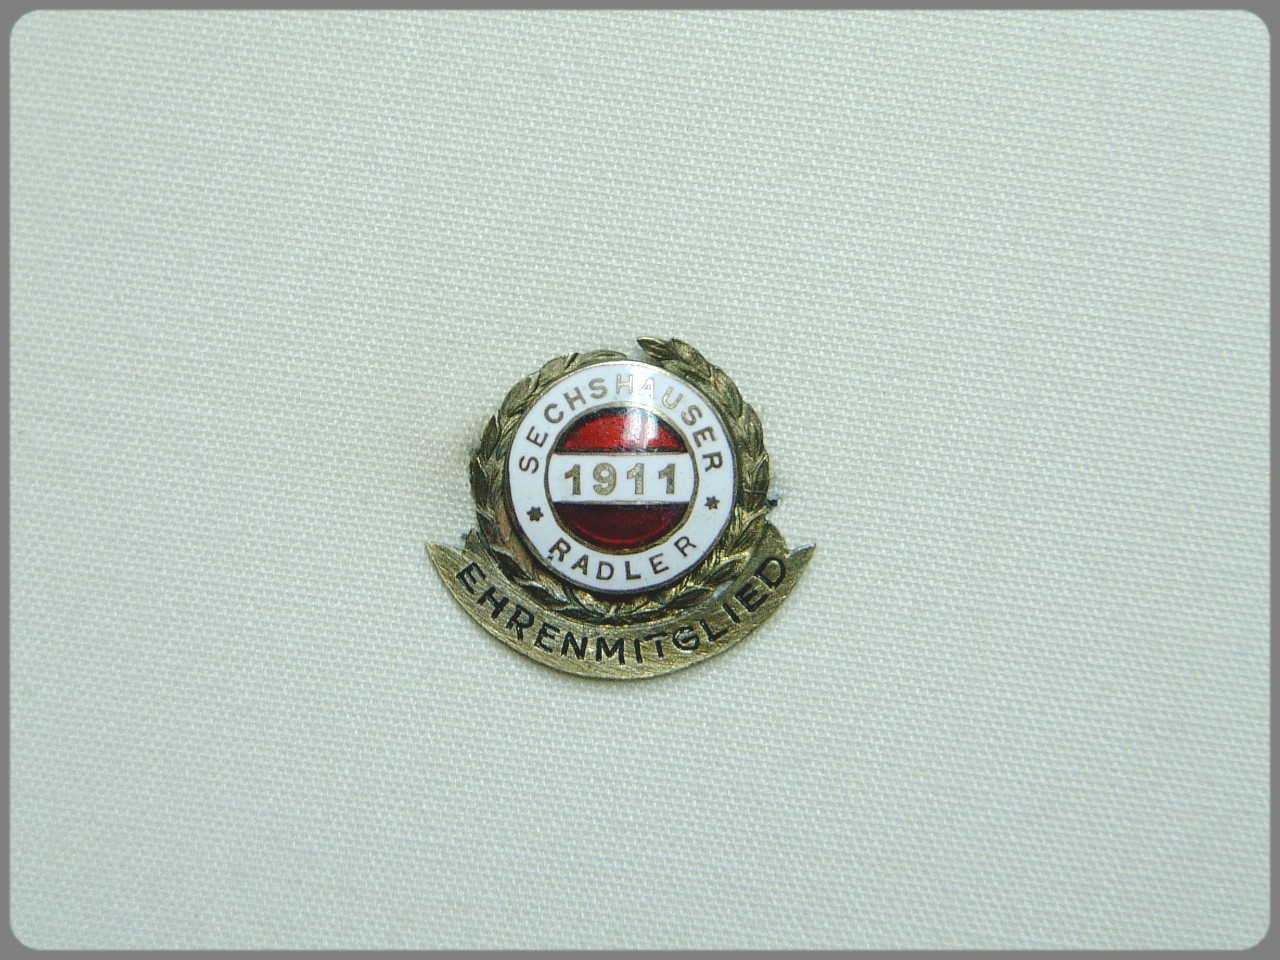 SECHSHAUSER
1911
RADLER
EHRENMITGLIED